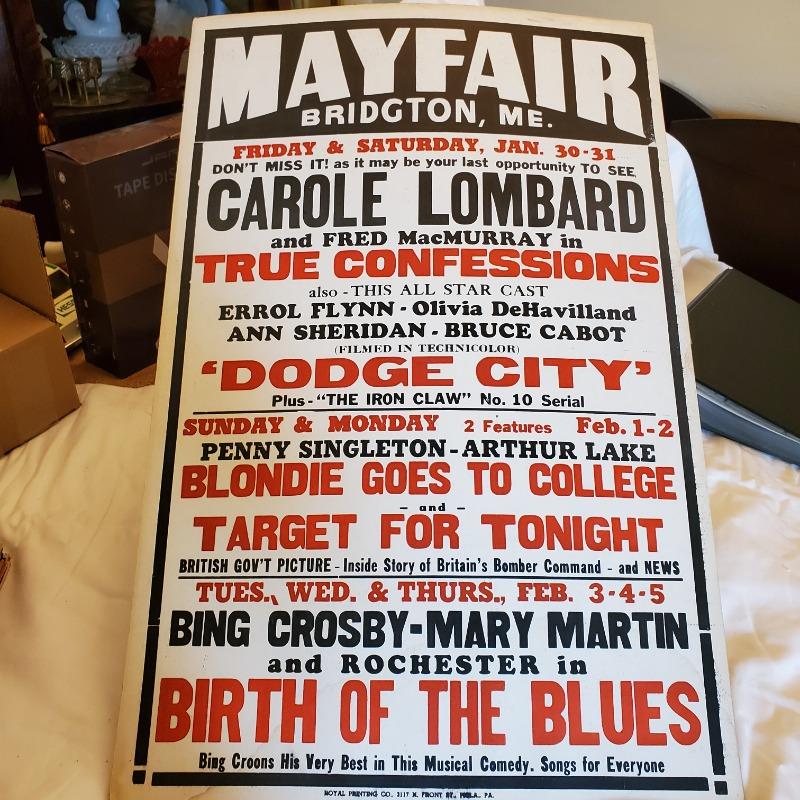 MAYFAIR
BRIDGTON, ME.
FRIDAY & SATURDAY, JAN. 30-31
DON'T MISS IT! as it may be your last opportunity TO SEE
CAROLE LOMBARD
and FRED MacMURRAY in
TRUE CONFESSIONS
also - THIS ALL STAR CAST
ERROL FLYNN - Olivia DeHavilland
ANN SHERIDAN - BRUCE CABOT
(FILMED IN TECHNICOLOR)
'DODGE CITY'
Plus - "THE IRON CLAW" No. 10 Serial
SUNDAY & MONDAY 2 Features Feb. 1-2
PENNY SINGLETON - ARTHUR LAKE
BLONDIE GOES TO COLLEGE
- and -
TARGET FOR TONIGHT
BRITISH GOV'T PICTURE - Inside Story of Britain's Bomber Command - and NEWS
TUES., WED. & THURS., FEB. 3-4-5
BING CROSBY-MARY MARTIN
and ROCHESTER in
BIRTH OF THE BLUES
Bing Croons His Very Best in This Musical Comedy. Songs for Everyone
ROYAL PRINTING CO., 2117 N. FRONT ST., PHILA., PA.
TAPE DIS